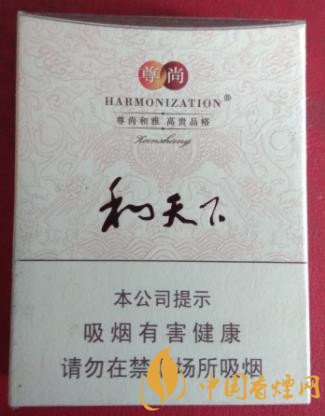 尊尚
HARMONIZATION®
尊尚和雅 高贵品格
Zunshang
和天下
本公司提示
吸烟有害健康
请勿在禁烟场所吸烟
中国香烟网